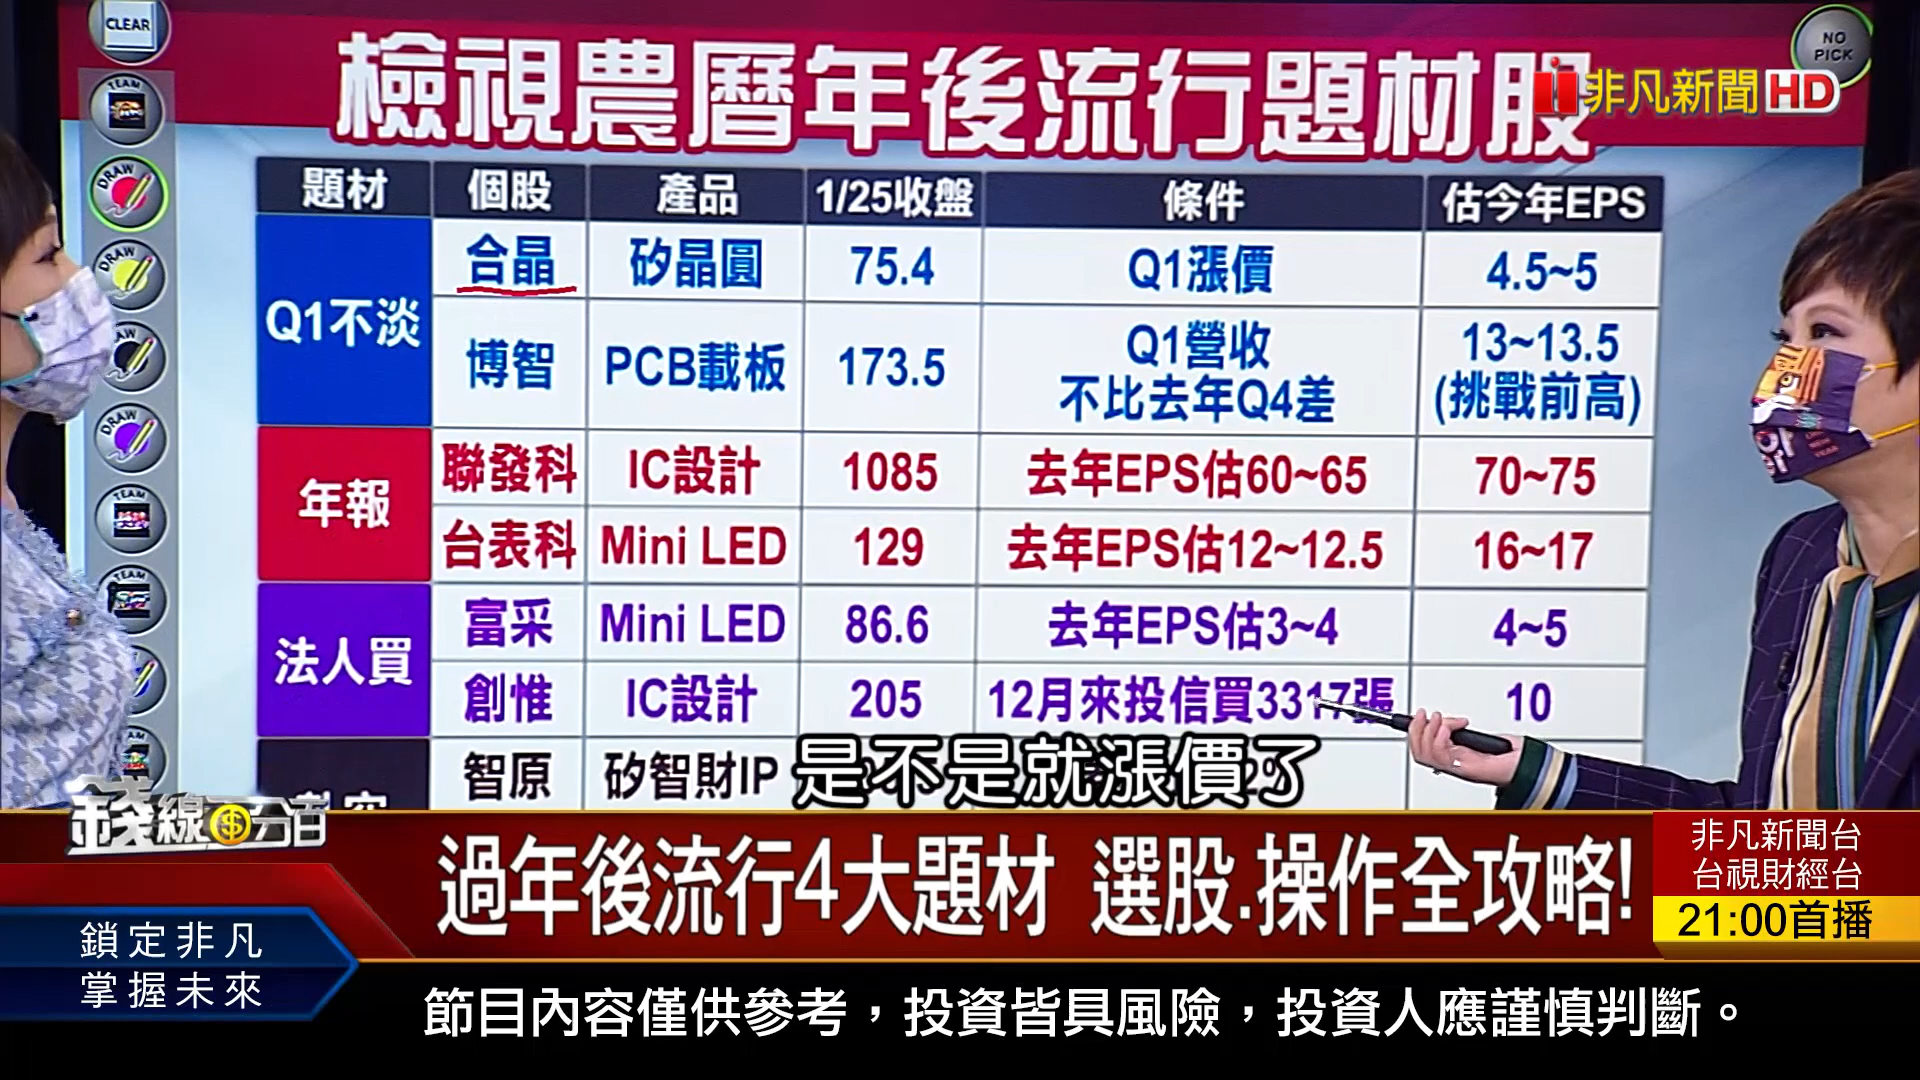 CLEAR
檢視農曆年後流行題材股
NO
PICK
非凡新聞HD
TEAM
DRAW
DRAW
DRAW
DRAW
TEAM
TEAM
題材 個股 產品 1/25收盤 條件 估今年EPS
Q1不淡 合晶 矽晶圓 75.4 Q1漲價 4.5~5
博智 PCB載板 173.5 Q1營收
不比去年Q4差 13~13.5
(挑戰前高)
年報 聯發科 IC設計 1085 去年EPS估60~65 70~75
台表科 Mini LED 129 去年EPS估12~12.5 16~17
法人買 富采 Mini LED 86.6 去年EPS估3~4 4~5
創惟 IC設計 205 12月來投信買3317張 10
智原 矽智財IP
是不是就漲價了
錢線百分百
過年後流行4大題材 選股.操作全攻略!
非凡新聞台
台視財經台
21:00首播
鎖定非凡
掌握未來
節目內容僅供參考，投資皆具風險，投資人應謹慎判斷。